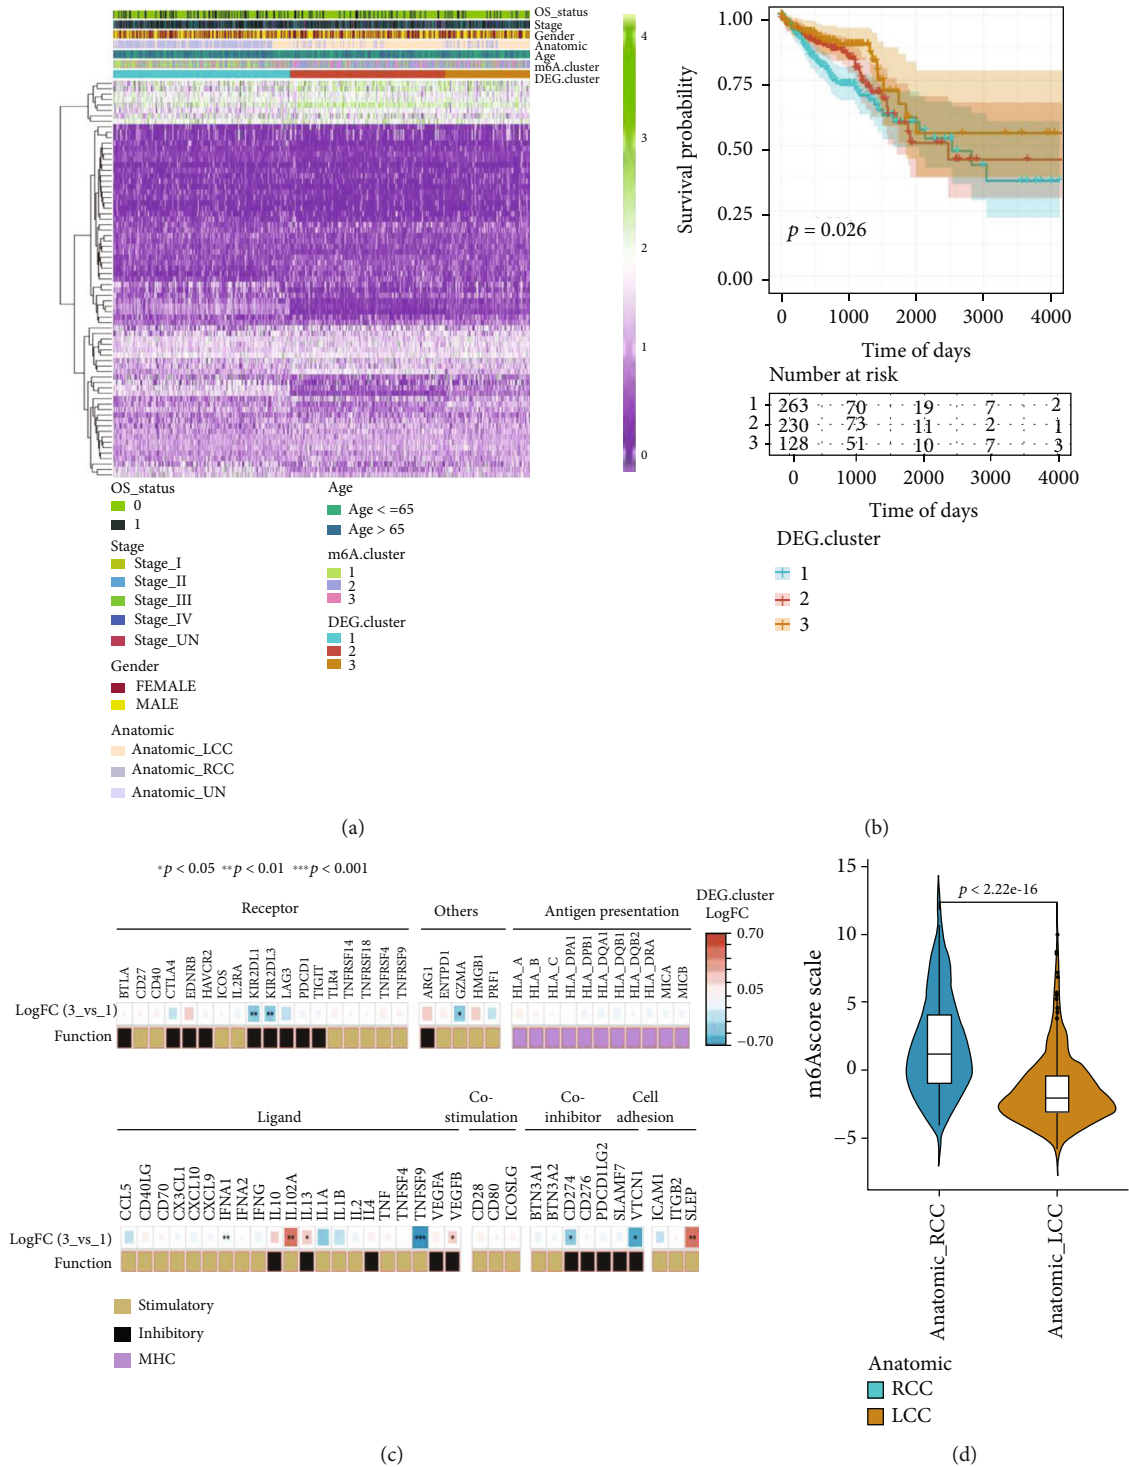 OS_status
Stage
Gender
Anatomic
Age
m6A.cluster
DEG.cluster
4
3
2
1
0
OS_status
0
1
Stage
Stage_I
Stage_II
Stage_III
Stage_IV
Stage_UN
Gender
FEMALE
MALE
Anatomic
Anatomic_LCC
Anatomic_RCC
Anatomic_UN
Age
Age < =65
Age > 65
m6A.cluster
1
2
3
DEG.cluster
1
2
3
(a)
Survival probability
1.00
0.75
0.50
0.25
0.00
p = 0.026
0 1000 2000 3000 4000
Time of days
Number at risk
1 263 70 19 7 2
2 230 73 11 2 1
3 128 51 10 7 3
0 1000 2000 3000 4000
Time of days
DEG.cluster
1
2
3
(b)
*p < 0.05 **p < 0.01 ***p < 0.001
Receptor Others Antigen presentation
BTLA CD27 CD40 CTLA4 EDNRB HAVCR2 ICOS IL2RA KIR2DL1 KIR2DL3 LAG3 PDCD1 TIGIT TLR4 TNFRSF14 TNFRSF18 TNFRSF4 TNFRSF9 ARG1 ENTPD1 GZMA HMGB1 PRF1 HLA_A HLA_B HLA_C HLA_DPA1 HLA_DPB1 HLA_DQA1 HLA_DQB1 HLA_DQB2 HLA_DRA MICA MICB
LogFC (3_vs_1) ** ** *
Function
DEG.cluster
LogFC
0.70
0.05
−0.70
Ligand Co-stimulation Co-inhibitor Cell adhesion
CCL5 CD40LG CD70 CX3CL1 CXCL10 CXCL9 IFNA1 IFNA2 IFNG IL10 IL102A IL13 IL1A IL1B IL2 IL4 TNF TNFSF4 TNFSF9 VEGFA VEGFB CD28 CD80 ICOSLG BTN3A1 BTN3A2 CD274 CD276 PDCD1LG2 SLAMF7 VTCN1 ICAM1 ITGB2 SLEP
LogFC (3_vs_1) ** ** * *** * * * **
Function
Stimulatory
Inhibitory
MHC
(c)
m6Ascore scale
15
10
5
0
−5
p < 2.22e-16
Anatomic_RCC
Anatomic_LCC
Anatomic
RCC
LCC
(d)